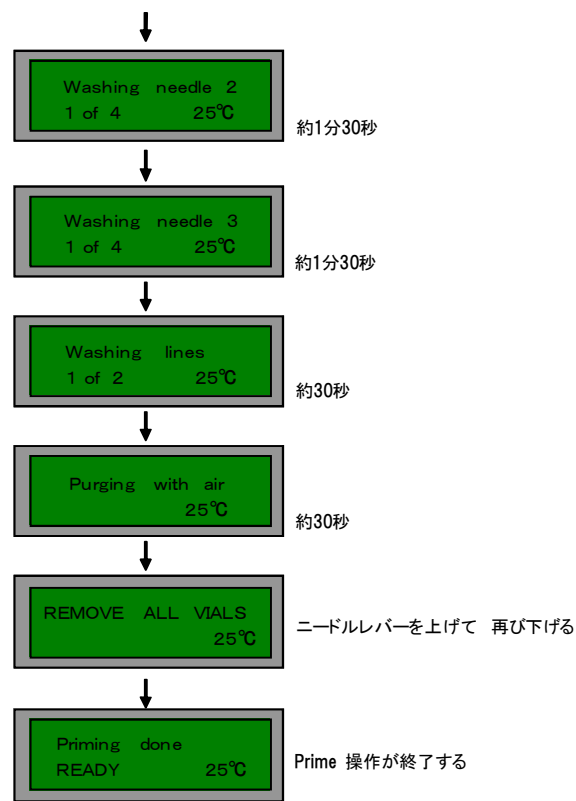 Washing needle 2
1 of 4 25℃
約1分30秒
Washing needle 3
1 of 4 25℃
約1分30秒
Washing lines
1 of 2 25℃
約30秒
Purging with air
25℃
約30秒
REMOVE ALL VIALS
25℃
ニードルレバーを上げて 再び下げる
Priming done
READY 25℃
Prime 操作が終了する